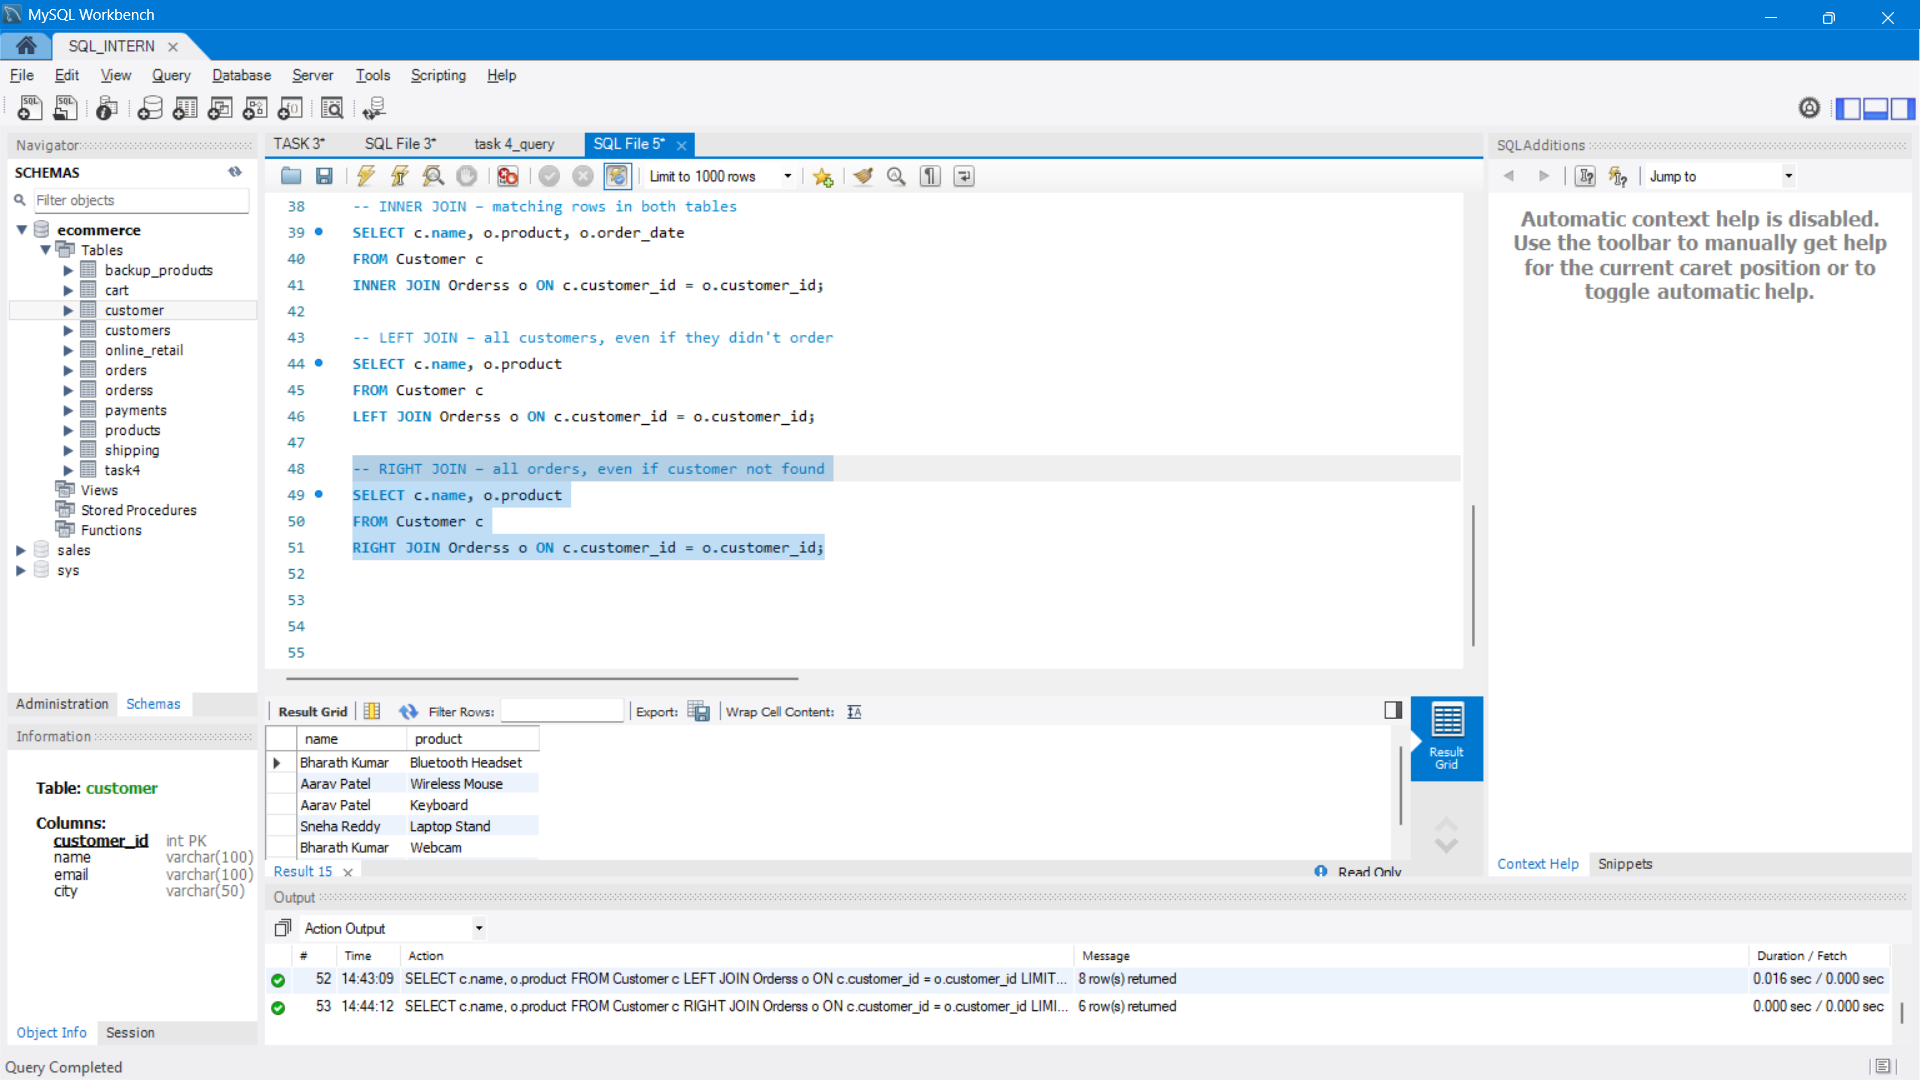 MySQL Workbench
SQL_INTERN
File Edit View Query Database Server Tools Scripting Help
Navigator
SCHEMAS
Filter objects
ecommerce
Tables
backup_products
cart
customer
customers
online_retail
orders
orderss
payments
products
shipping
task4
Views
Stored Procedures
Functions
sales
sys
Administration Schemas
Information
Table: customer
Columns:
customer_id int PK
name varchar(100)
email varchar(100)
city varchar(50)
Object Info Session
TASK 3* SQL File 3* task 4_query SQL File 5*
Limit to 1000 rows
38 -- INNER JOIN – matching rows in both tables
39 SELECT c.name, o.product, o.order_date
40 FROM Customer c
41 INNER JOIN Orderss o ON c.customer_id = o.customer_id;
42
43 -- LEFT JOIN – all customers, even if they didn't order
44 SELECT c.name, o.product
45 FROM Customer c
46 LEFT JOIN Orderss o ON c.customer_id = o.customer_id;
47
48 -- RIGHT JOIN – all orders, even if customer not found
49 SELECT c.name, o.product
50 FROM Customer c
51 RIGHT JOIN Orderss o ON c.customer_id = o.customer_id;
52
53
54
55
Result Grid Filter Rows: Export: Wrap Cell Content:
name product
Bharath Kumar Bluetooth Headset
Aarav Patel Wireless Mouse
Aarav Patel Keyboard
Sneha Reddy Laptop Stand
Bharath Kumar Webcam
Result Grid
Result 15
Read Only
SQLAdditions
Jump to
Automatic context help is disabled.
Use the toolbar to manually get help
for the current caret position or to
toggle automatic help.
Context Help Snippets
Output
Action Output
# Time Action Message Duration / Fetch
52 14:43:09 SELECT c.name, o.product FROM Customer c LEFT JOIN Orderss o ON c.customer_id = o.customer_id LIMIT... 8 row(s) returned 0.016 sec / 0.000 sec
53 14:44:12 SELECT c.name, o.product FROM Customer c RIGHT JOIN Orderss o ON c.customer_id = o.customer_id LIMI... 6 row(s) returned 0.000 sec / 0.000 sec
Query Completed